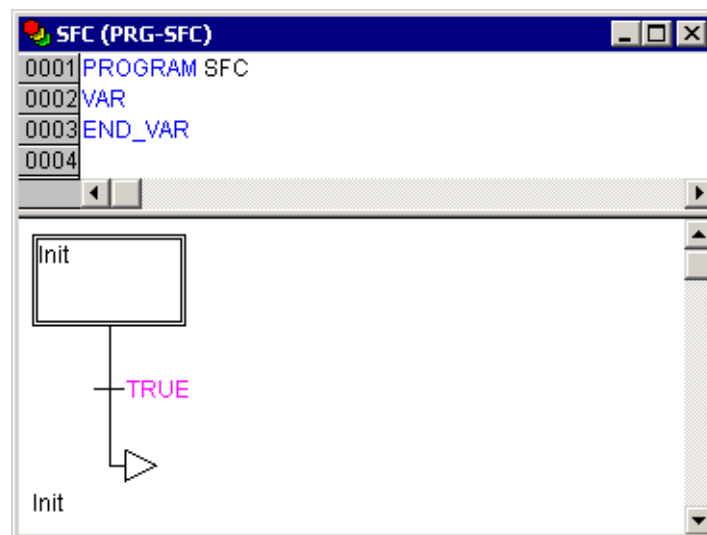 SFC (PRG-SFC)
0001 PROGRAM SFC
0002 VAR
0003 END_VAR
0004
Init
TRUE
Init